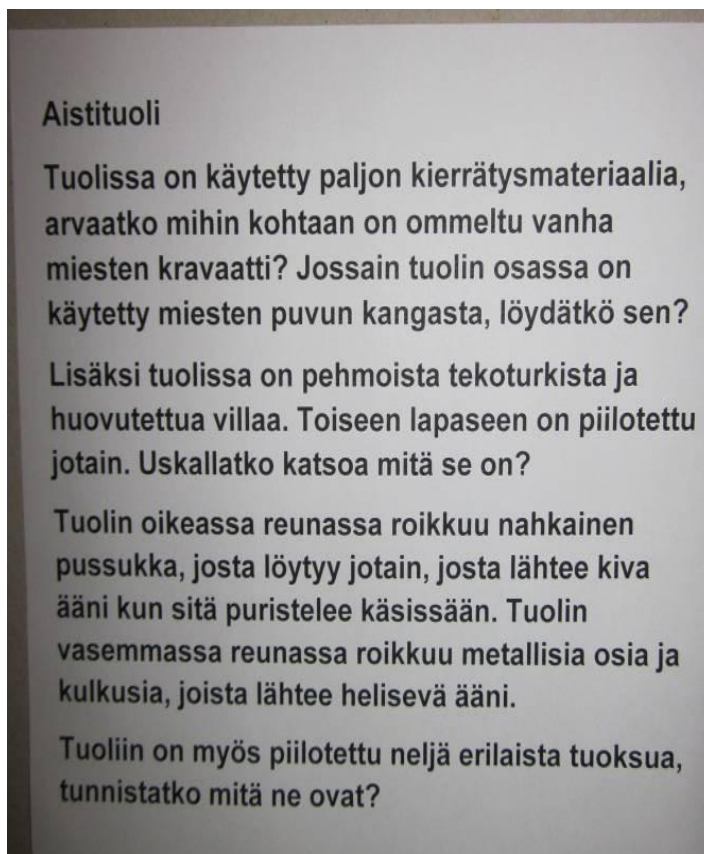 Aistituoli
Tuolissa on käytetty paljon kierrätysmateriaalia,
arvaatko mihin kohtaan on ommeltu vanha
miesten kravaatti? Jossain tuolin osassa on
käytetty miesten puvun kangasta, löydätkö sen?
Lisäksi tuolissa on pehmoista tekoturkista ja
huovutettua villaa. Toiseen lapaseen on piilotettu
jotain. Uskallatko katsoa mitä se on?
Tuolin oikeassa reunassa roikkuu nahkainen
pussukka, josta löytyy jotain, josta lähtee kiva
ääni kun sitä puristelee käsissään. Tuolin
vasemmassa reunassa roikkuu metallisia osia ja
kulkusia, joista lähtee helisevä ääni.
Tuoliin on myös piilotettu neljä erilaista tuoksua,
tunnistatko mitä ne ovat?